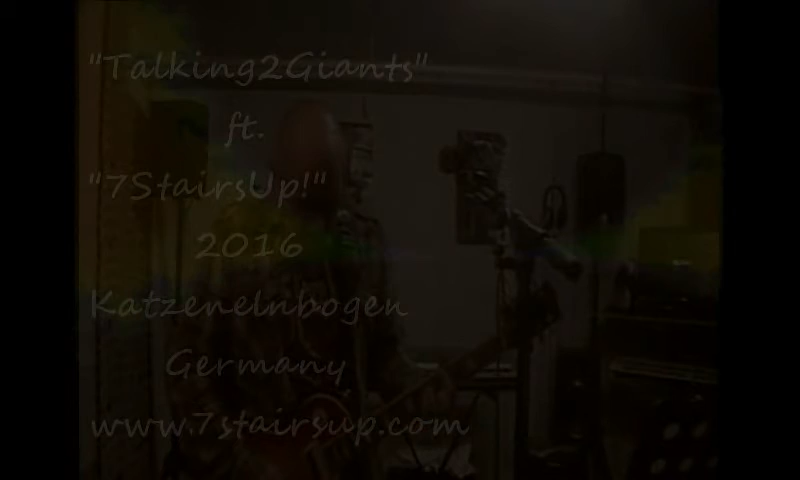 "Talking2Giants"
ft.
"7StairsUp!"
2016
Katzenelnbogen
Germany
www.7stairsup.com